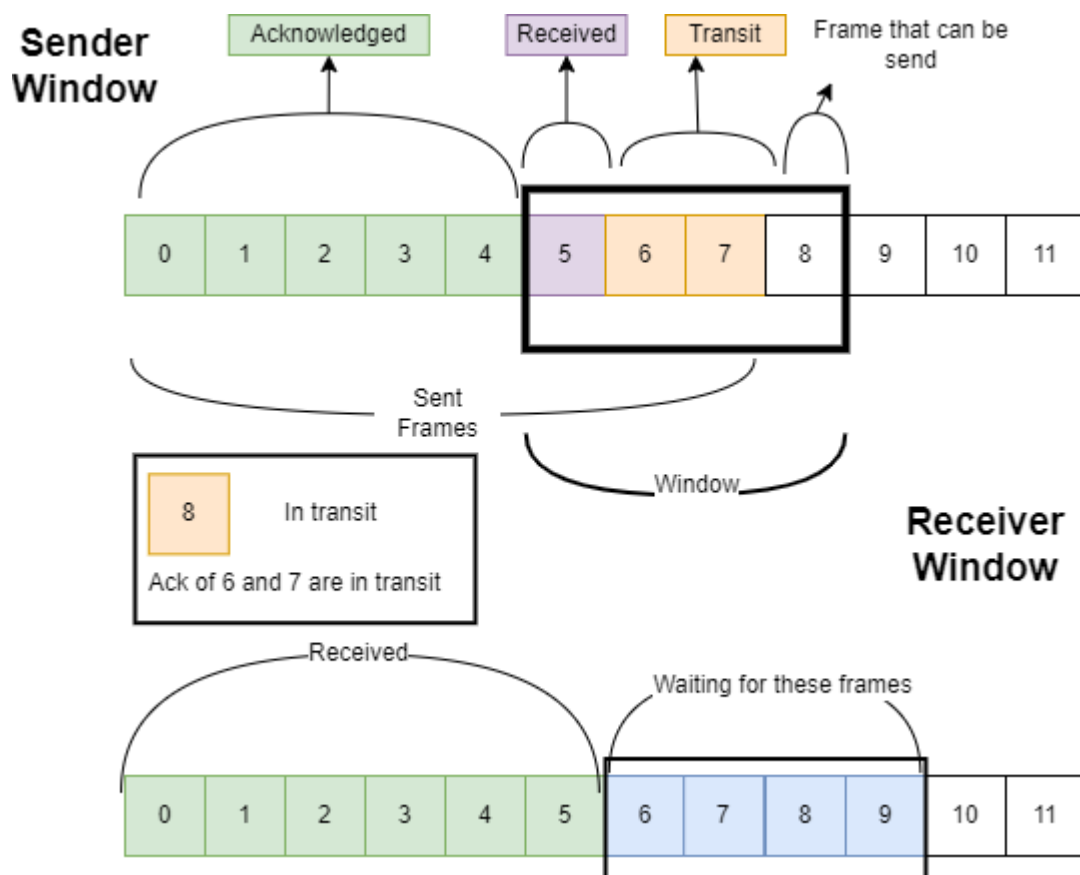 Sender
Window
Acknowledged
Received
Transit
Frame that can be
send
0 1 2 3 4 5 6 7 8 9 10 11
Sent
Frames
Window
8 In transit
Ack of 6 and 7 are in transit
Receiver
Window
Received
Waiting for these frames
0 1 2 3 4 5 6 7 8 9 10 11